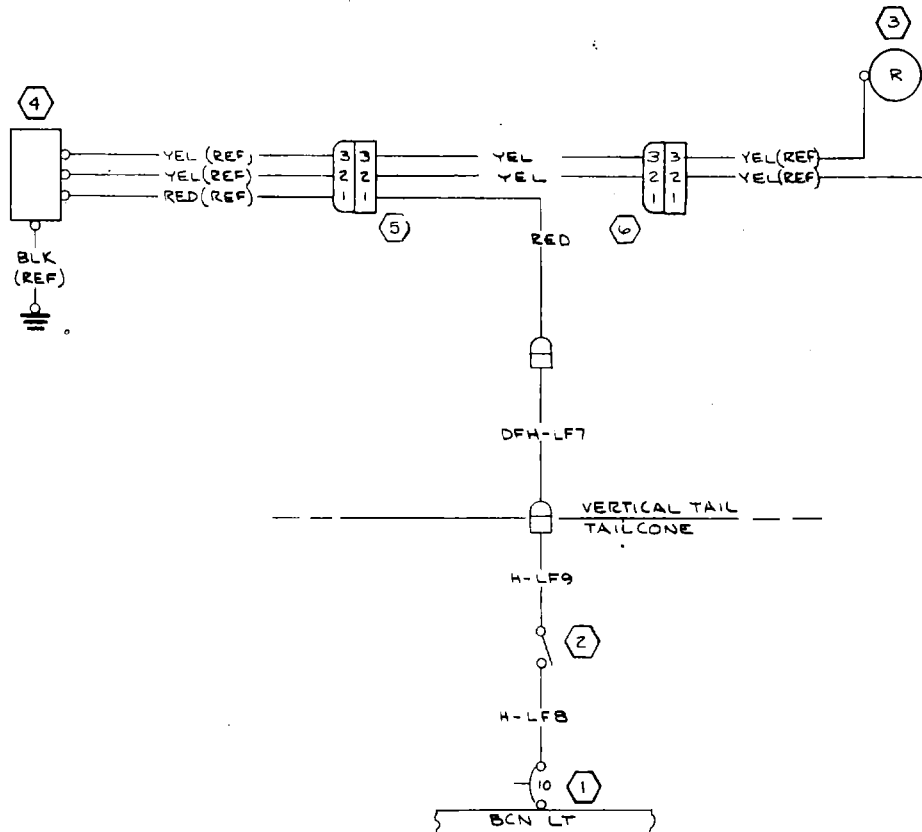 3
R
4
YEL (REF) 3 3 YEL 3 3 YEL(REF)
YEL(REF) 2 2 YEL 2 2 YEL(REF)
RED(REF) 1 1 1 1
5
6
RED
BLK
(REF)
DFH-LF7
VERTICAL TAIL
TAILCONE
H-LF9
2
H-LF8
10
1
BCN LT